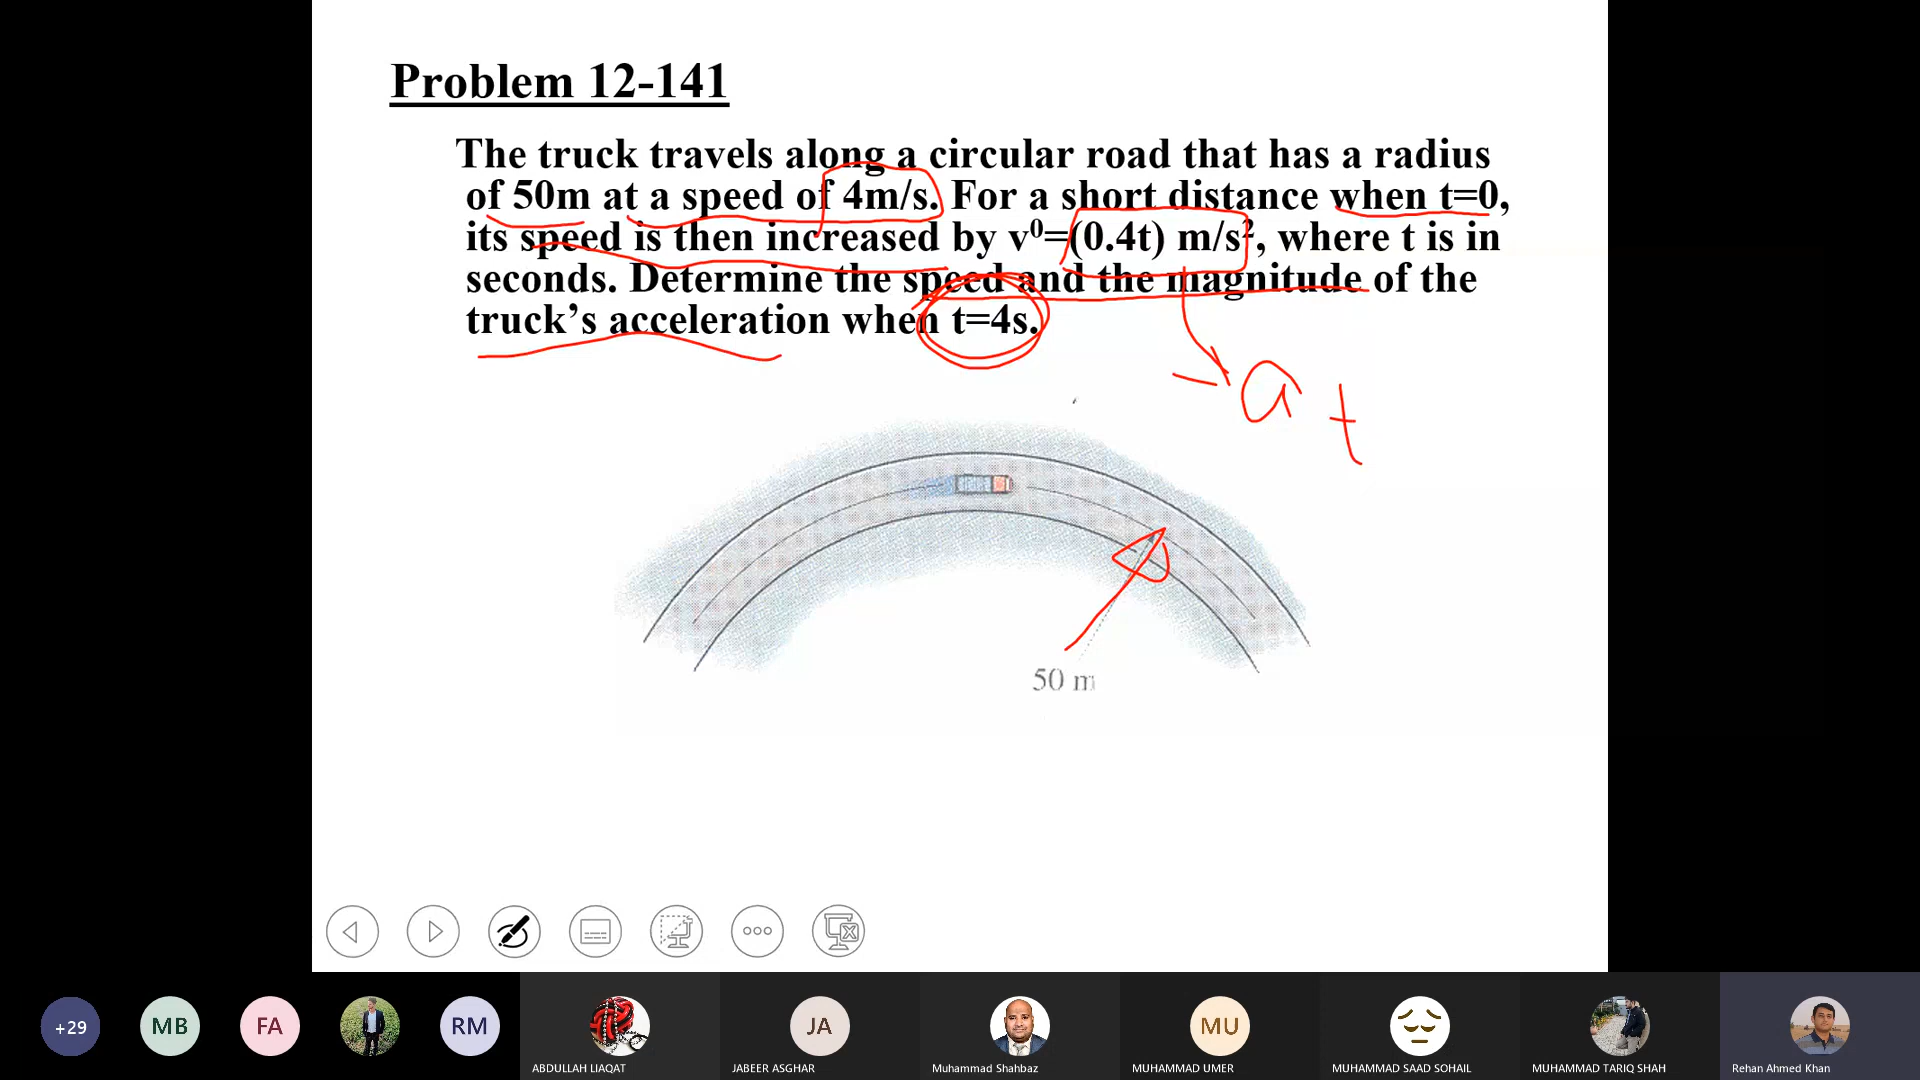 Problem 12-141
The truck travels along a circular road that has a radius
of 50m at a speed of 4m/s. For a short distance when t=0,
its speed is then increased by v⁰=(0.4t) m/s², where t is in
seconds. Determine the speed and the magnitude of the
truck’s acceleration when t=4s.
a t
50 m
+29
MB
FA
RM
JA
MU
ABDULLAH LIAQAT
JABEER ASGHAR
Muhammad Shahbaz
MUHAMMAD UMER
MUHAMMAD SAAD SOHAIL
MUHAMMAD TARIQ SHAH
Rehan Ahmed Khan